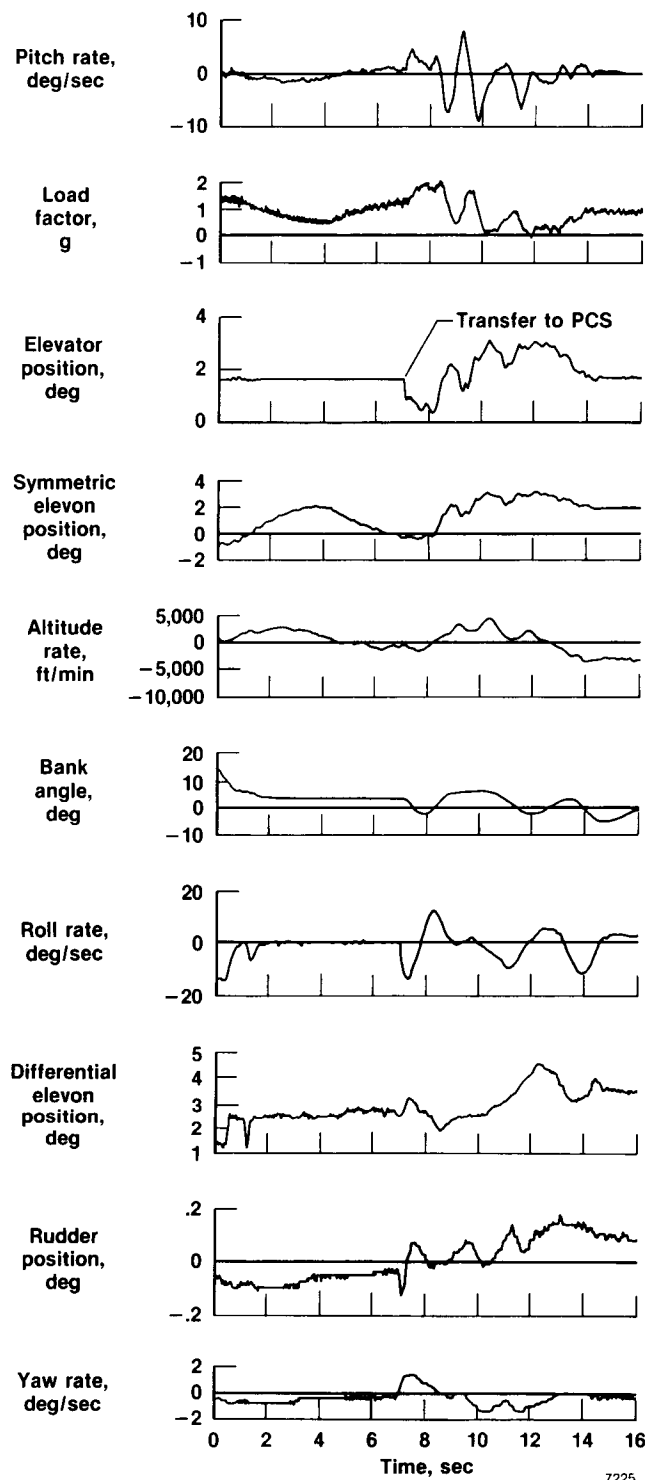 Pitch rate,
deg/sec
10
0
−10
Load
factor,
g
2
1
0
−1
Elevator
position,
deg
4
2
0
Transfer to PCS
Symmetric
elevon
position,
deg
4
2
0
−2
Altitude
rate,
ft/min
5,000
0
−5,000
−10,000
Bank
angle,
deg
20
10
0
−10
Roll rate,
deg/sec
20
0
−20
Differential
elevon
position,
deg
5
4
3
2
1
Rudder
position,
deg
.2
0
−.2
Yaw rate,
deg/sec
2
0
−2
0 2 4 6 8 10 12 14 16
Time, sec
7225